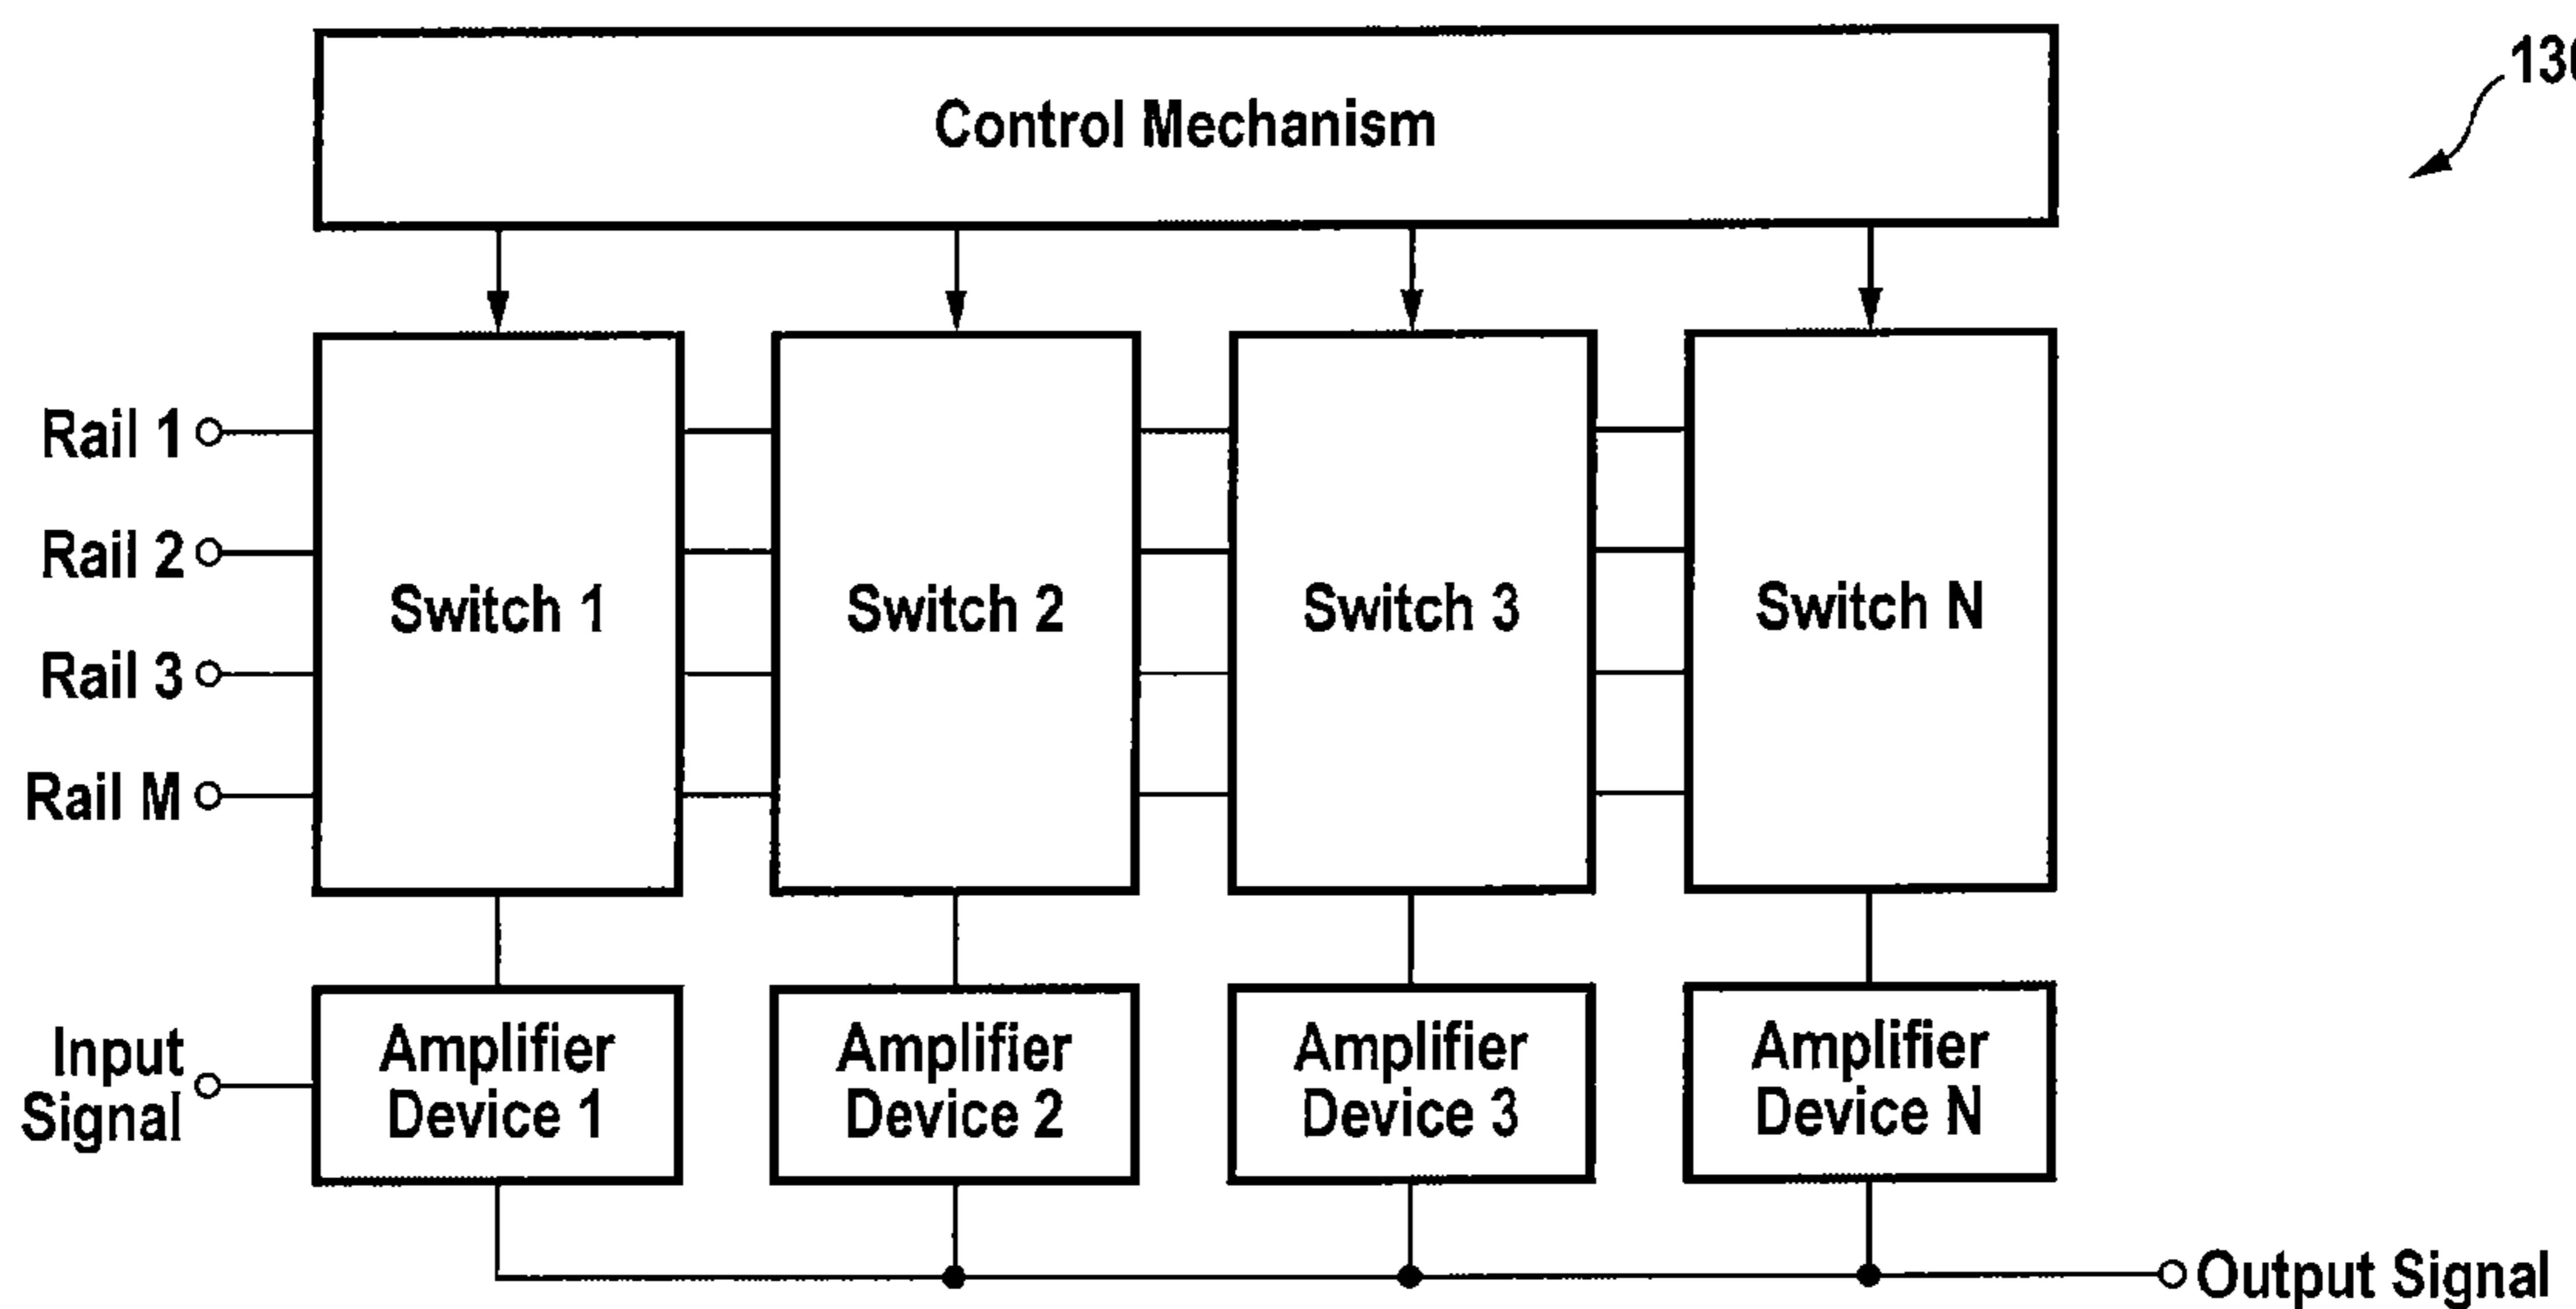 Control Mechanism
Rail 1
Rail 2
Rail 3
Rail M
Switch 1
Switch 2
Switch 3
Switch N
Input
Signal
Amplifier
Device 1
Amplifier
Device 2
Amplifier
Device 3
Amplifier
Device N
Output Signal